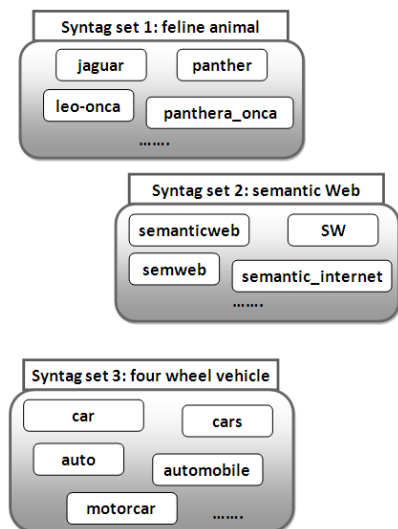 Syntag set 1: feline animal
jaguar panther
leo-onca panthera_onca
.......
Syntag set 2: semantic Web
semanticweb SW
semweb semantic_internet
.......
Syntag set 3: four wheel vehicle
car cars
auto automobile
motorcar .......